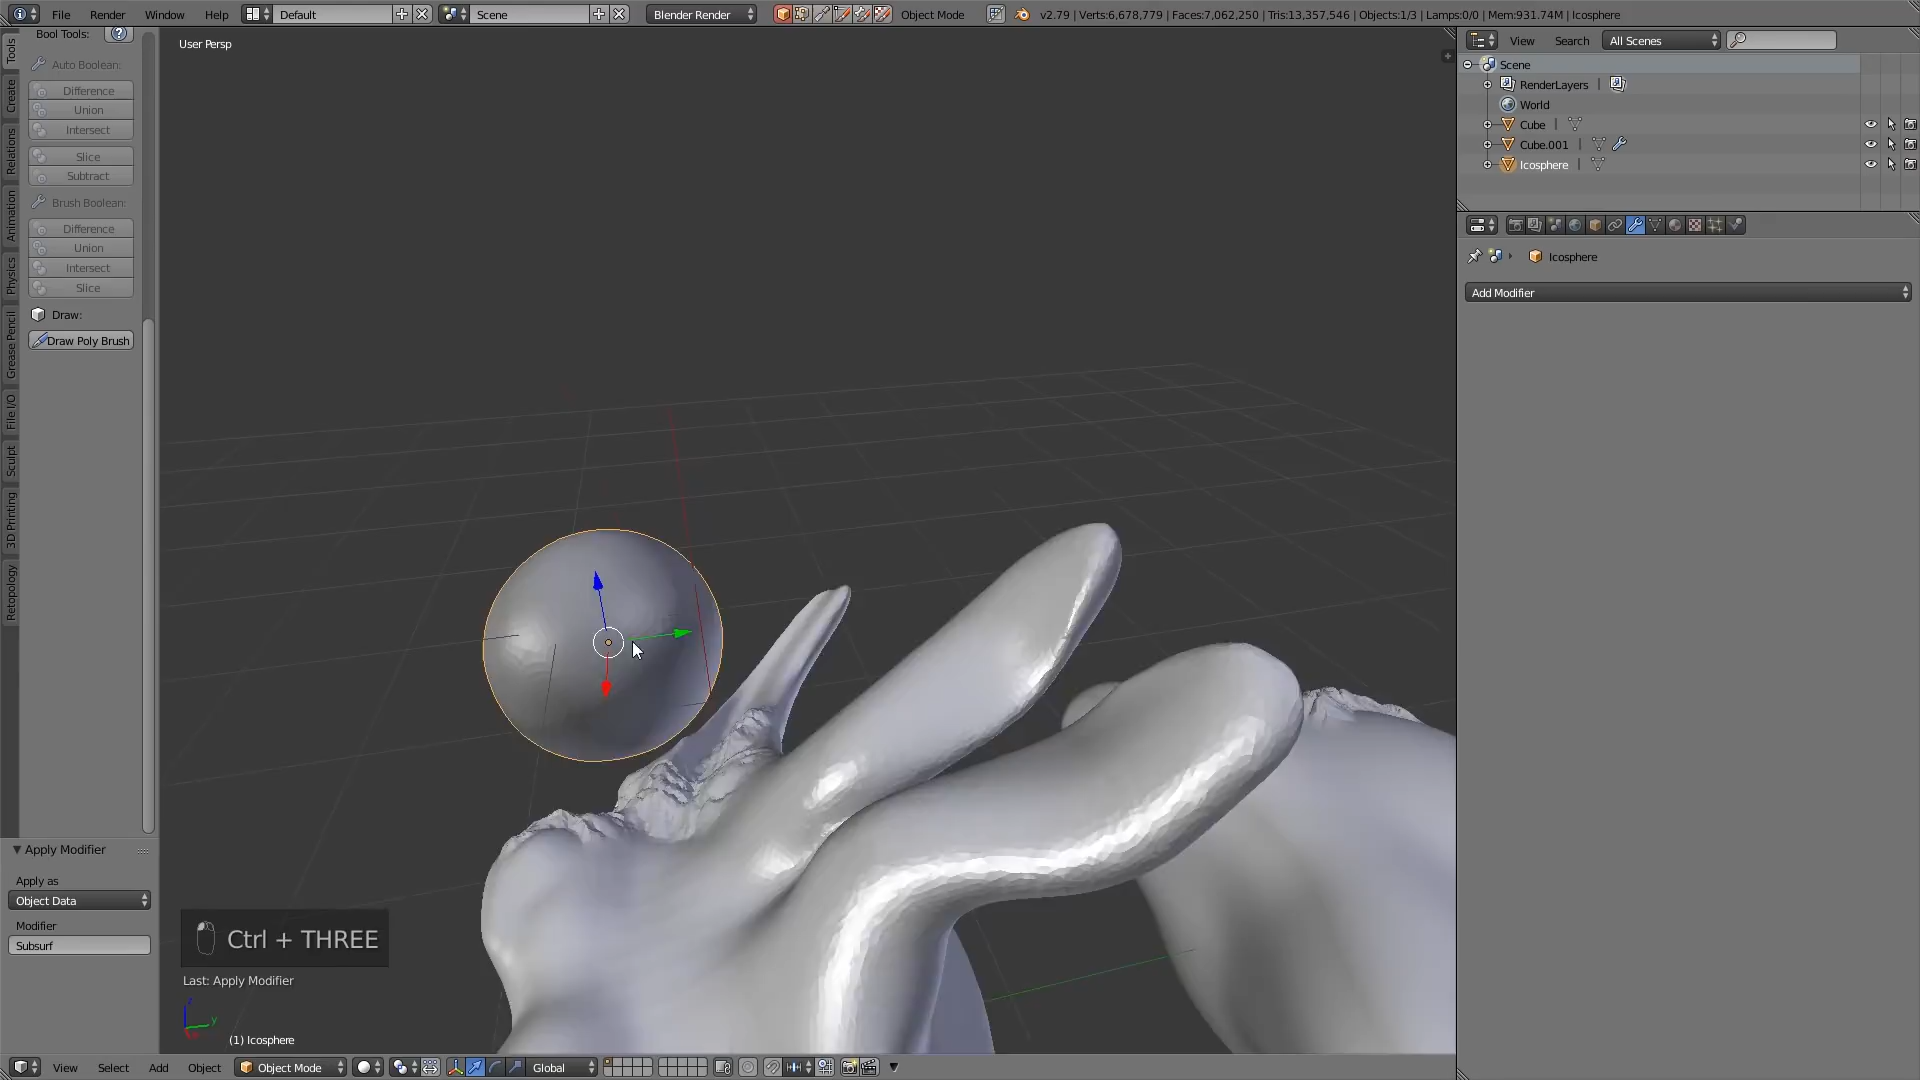 File Render Window Help Default Scene Blender Render Object Mode v2.79 | Verts:6,678,779 | Faces:7,062,250 | Tris:13,357,546 | Objects:1/3 | Lamps:0/0 | Mem:931.74M | Icosphere
Bool Tools:
Auto Boolean:
Difference
Union
Intersect
Slice
Subtract
Brush Boolean:
Difference
Union
Intersect
Slice
Draw:
Draw Poly Brush
Tools
Create
Relations
Animation
Physics
Grease Pencil
File I/O
Sculpt
3D Printing
Retopology
Apply Modifier
Apply as
Object Data
Modifier
Subsurf
User Persp
Ctrl + THREE
Last: Apply Modifier
z
y
(1) Icosphere
View Select Add Object Object Mode Global
View Search All Scenes
Scene
RenderLayers |
World
Cube |
Cube.001 |
Icosphere |
Icosphere
Add Modifier